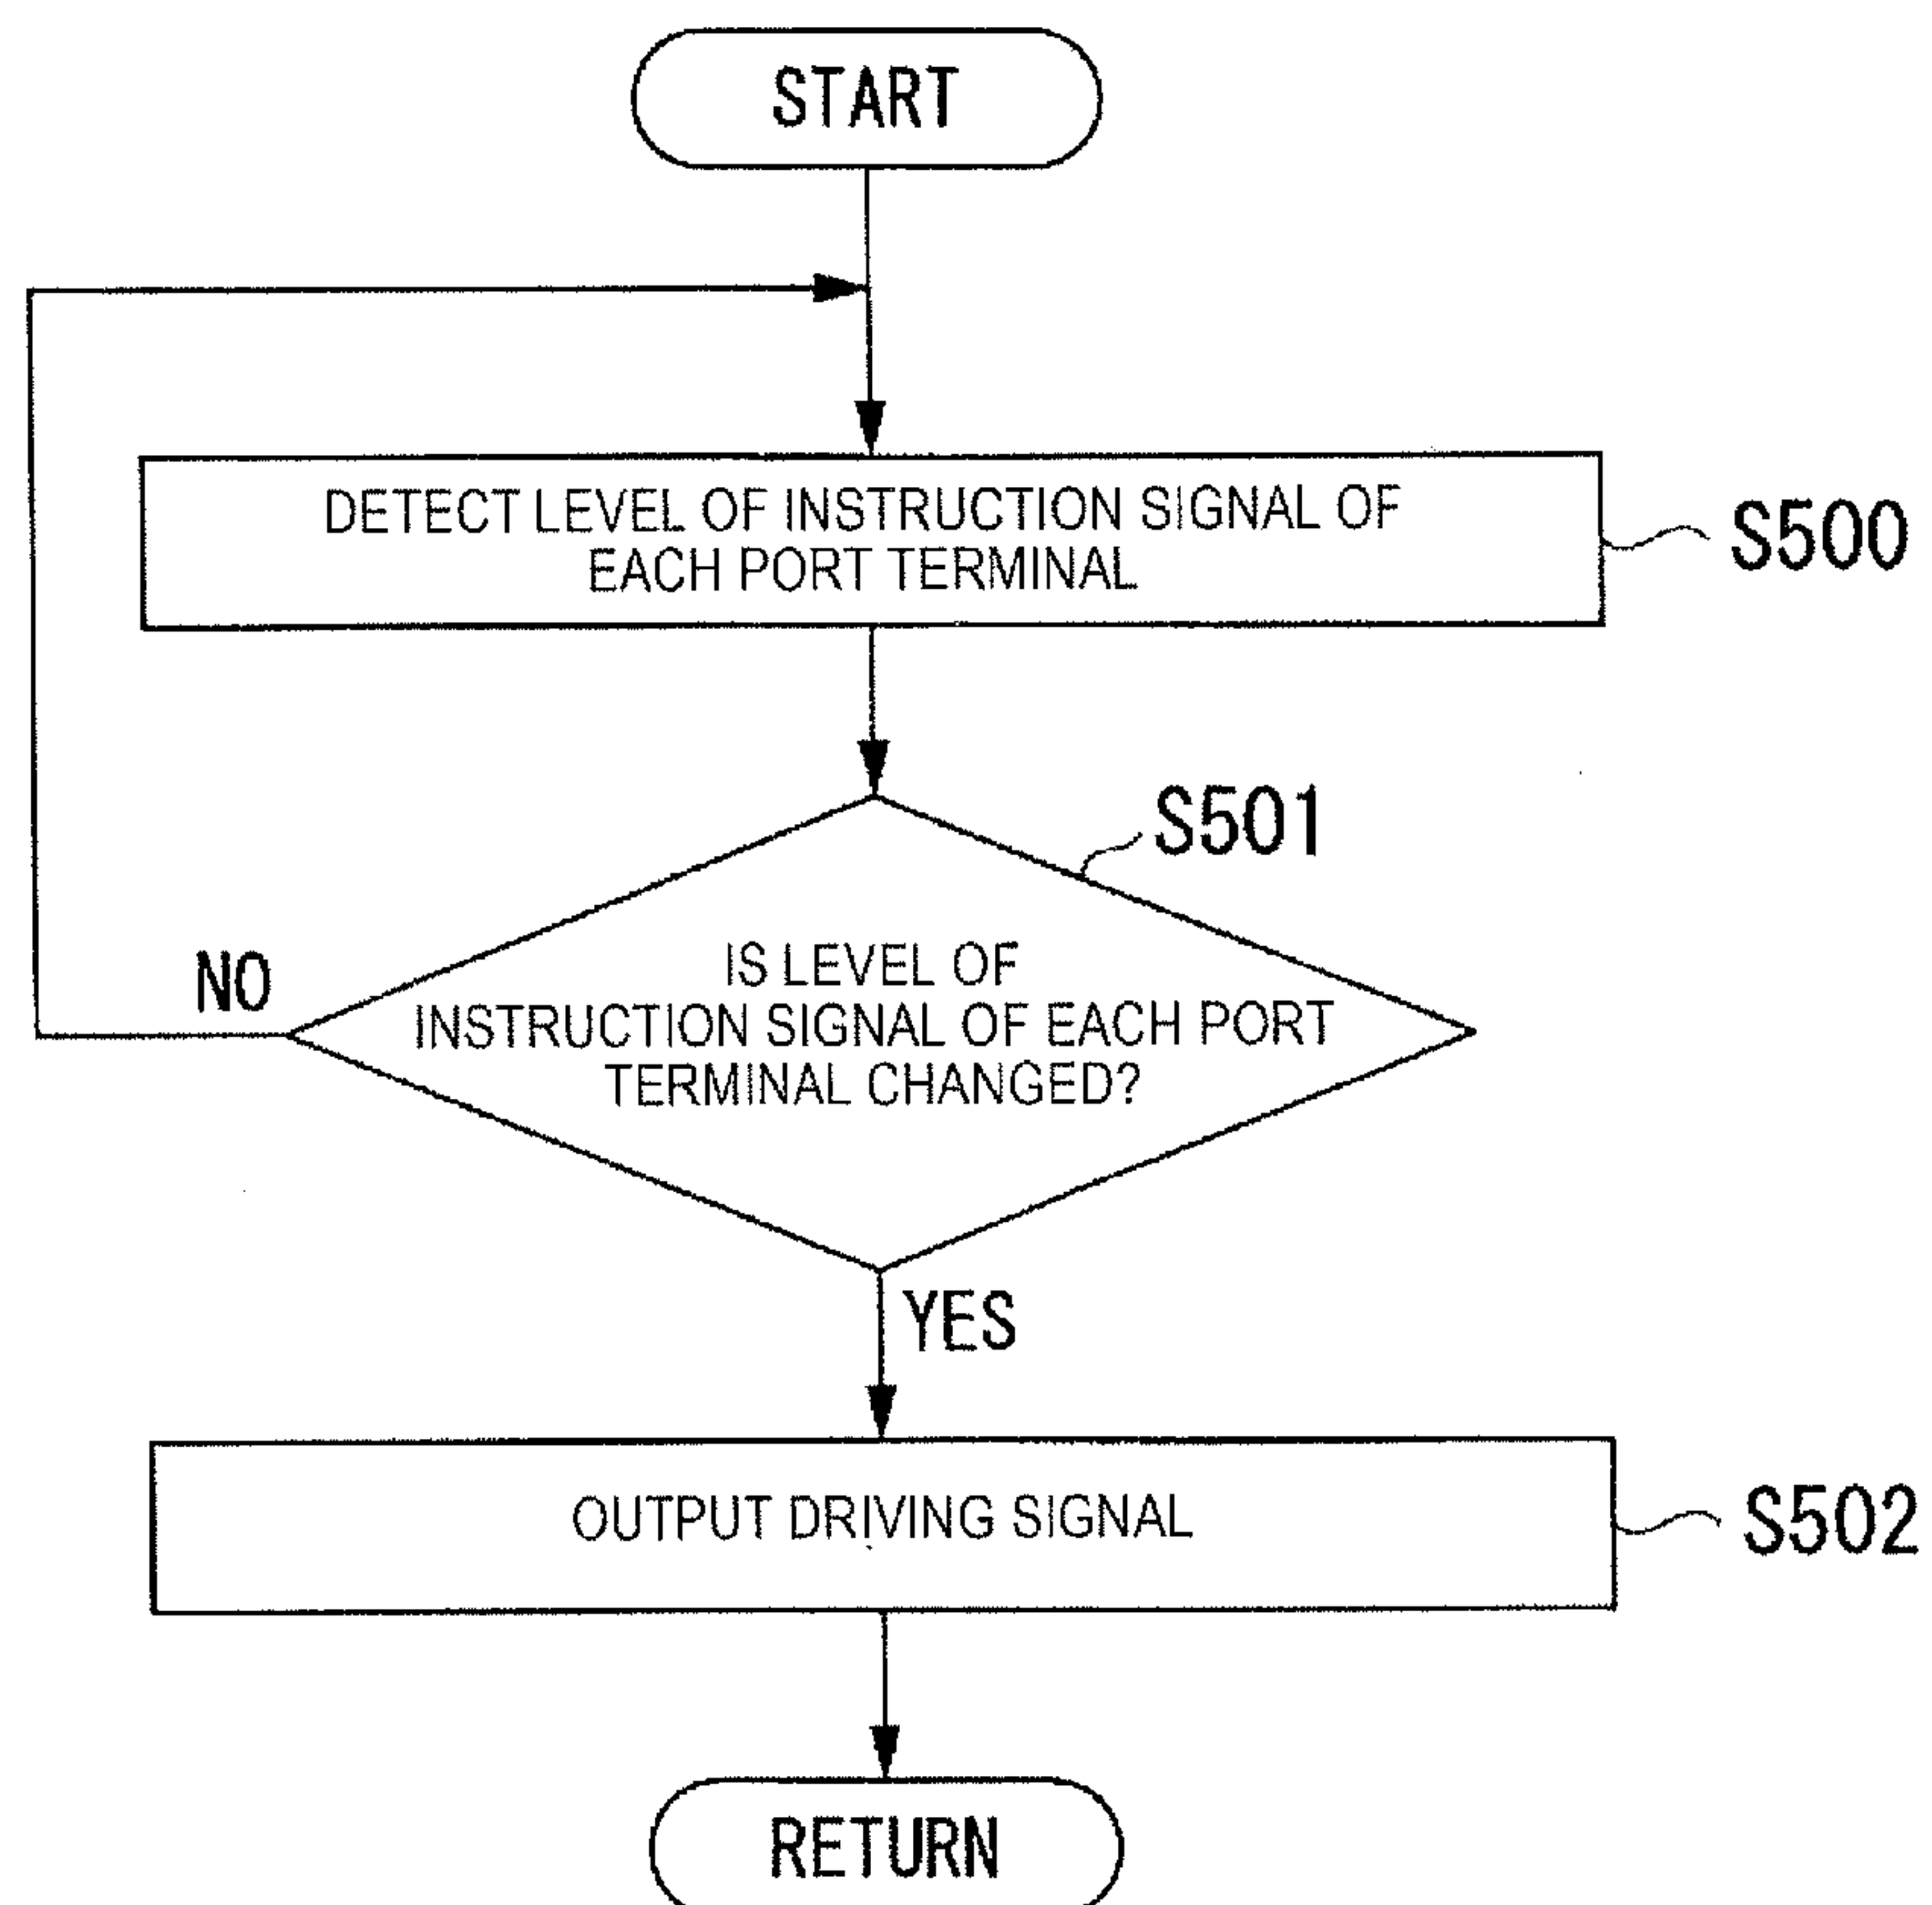 START
DETECT LEVEL OF INSTRUCTION SIGNAL OF
EACH PORT TERMINAL
S500
S501
IS LEVEL OF
INSTRUCTION SIGNAL OF EACH PORT
TERMINAL CHANGED?
NO
YES
OUTPUT DRIVING SIGNAL
S502
RETURN